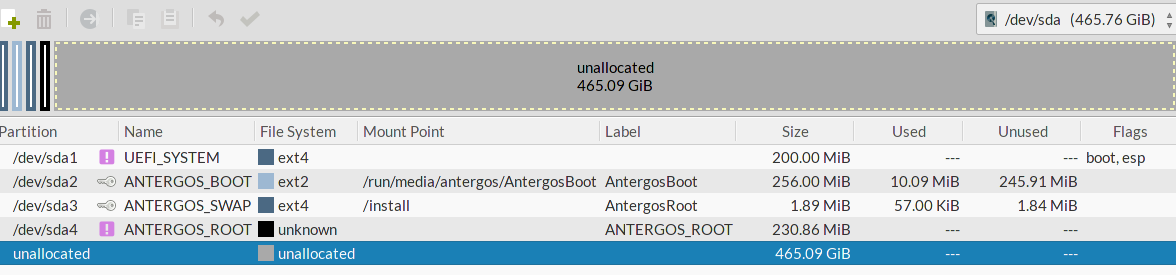 /dev/sda (465.76 GiB)
unallocated
465.09 GiB
Partition Name File System Mount Point Label Size Used Unused Flags
/dev/sda1 UEFI_SYSTEM ext4 200.00 MiB --- --- boot, esp
/dev/sda2 ANTERGOS_BOOT ext2 /run/media/antergos/AntergosBoot AntergosBoot 256.00 MiB 10.09 MiB 245.91 MiB
/dev/sda3 ANTERGOS_SWAP ext4 /install AntergosRoot 1.89 MiB 57.00 KiB 1.84 MiB
/dev/sda4 ANTERGOS_ROOT unknown ANTERGOS_ROOT 230.86 MiB --- ---
unallocated unallocated 465.09 GiB --- ---